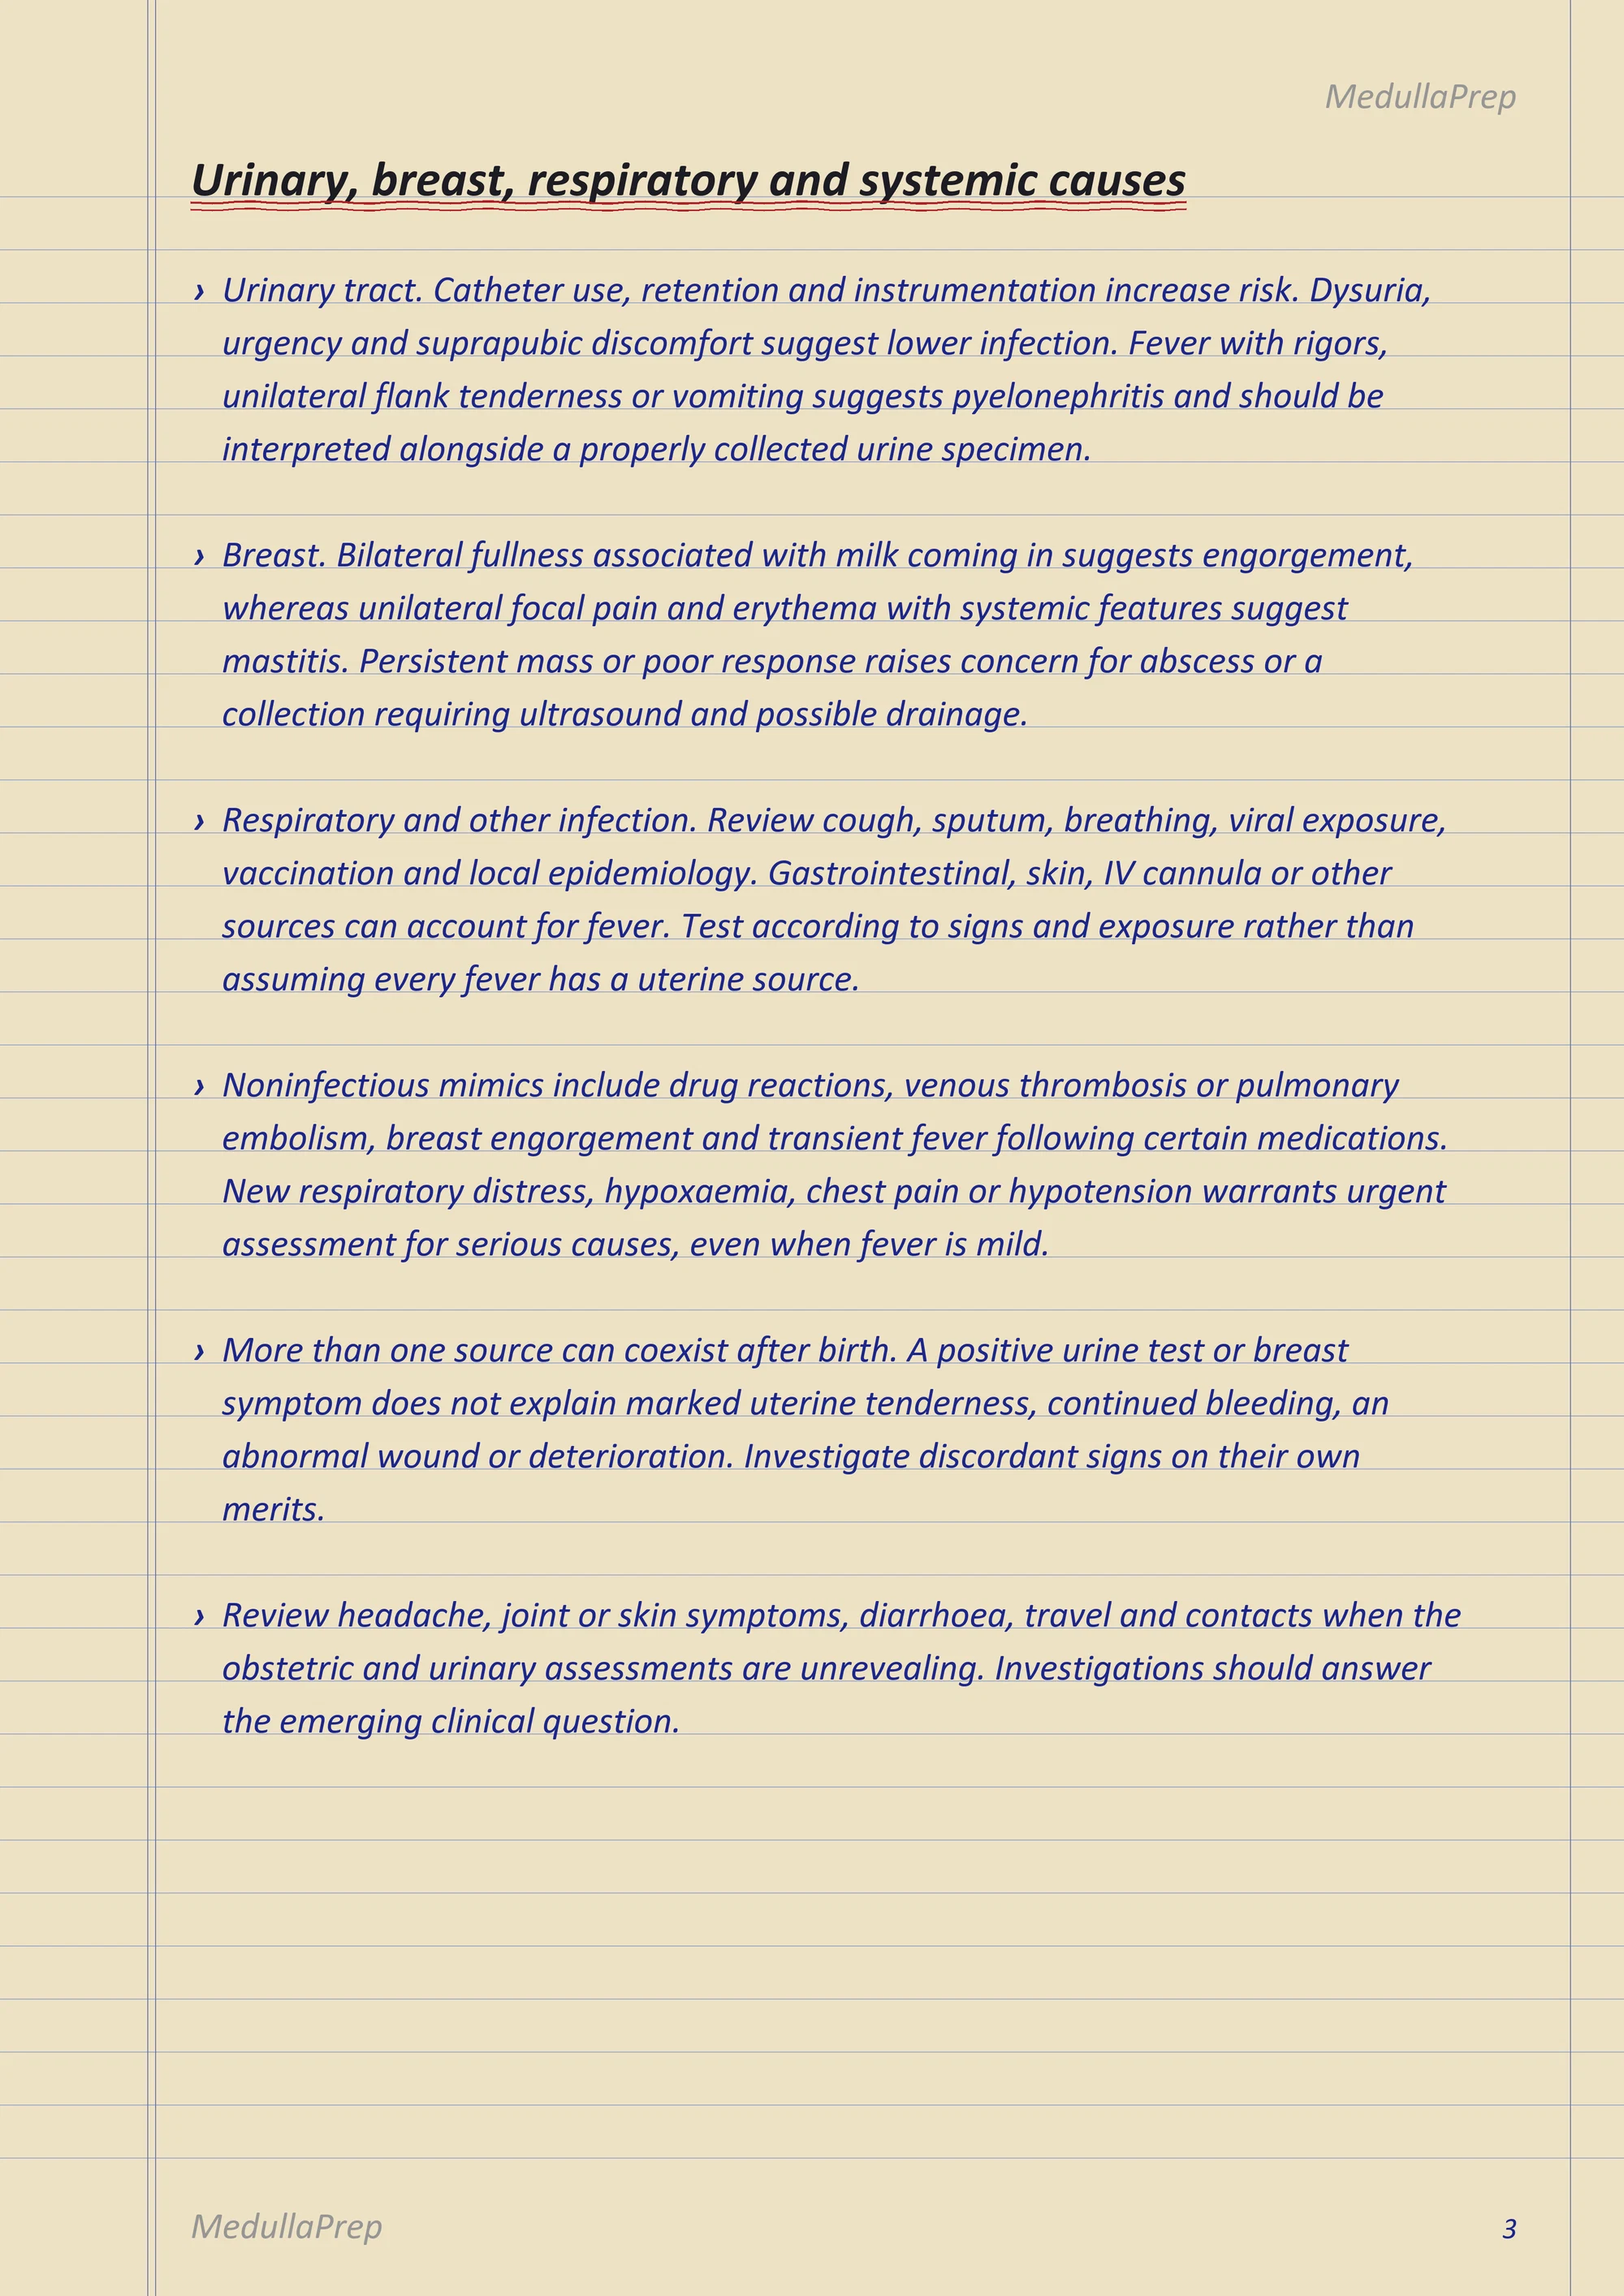 MedullaPrep
Urinary, breast, respiratory and systemic causes
› Urinary tract. Catheter use, retention and instrumentation increase risk. Dysuria,
urgency and suprapubic discomfort suggest lower infection. Fever with rigors,
unilateral flank tenderness or vomiting suggests pyelonephritis and should be
interpreted alongside a properly collected urine specimen.
› Breast. Bilateral fullness associated with milk coming in suggests engorgement,
whereas unilateral focal pain and erythema with systemic features suggest
mastitis. Persistent mass or poor response raises concern for abscess or a
collection requiring ultrasound and possible drainage.
› Respiratory and other infection. Review cough, sputum, breathing, viral exposure,
vaccination and local epidemiology. Gastrointestinal, skin, IV cannula or other
sources can account for fever. Test according to signs and exposure rather than
assuming every fever has a uterine source.
› Noninfectious mimics include drug reactions, venous thrombosis or pulmonary
embolism, breast engorgement and transient fever following certain medications.
New respiratory distress, hypoxaemia, chest pain or hypotension warrants urgent
assessment for serious causes, even when fever is mild.
› More than one source can coexist after birth. A positive urine test or breast
symptom does not explain marked uterine tenderness, continued bleeding, an
abnormal wound or deterioration. Investigate discordant signs on their own
merits.
› Review headache, joint or skin symptoms, diarrhoea, travel and contacts when the
obstetric and urinary assessments are unrevealing. Investigations should answer
the emerging clinical question.
MedullaPrep
3